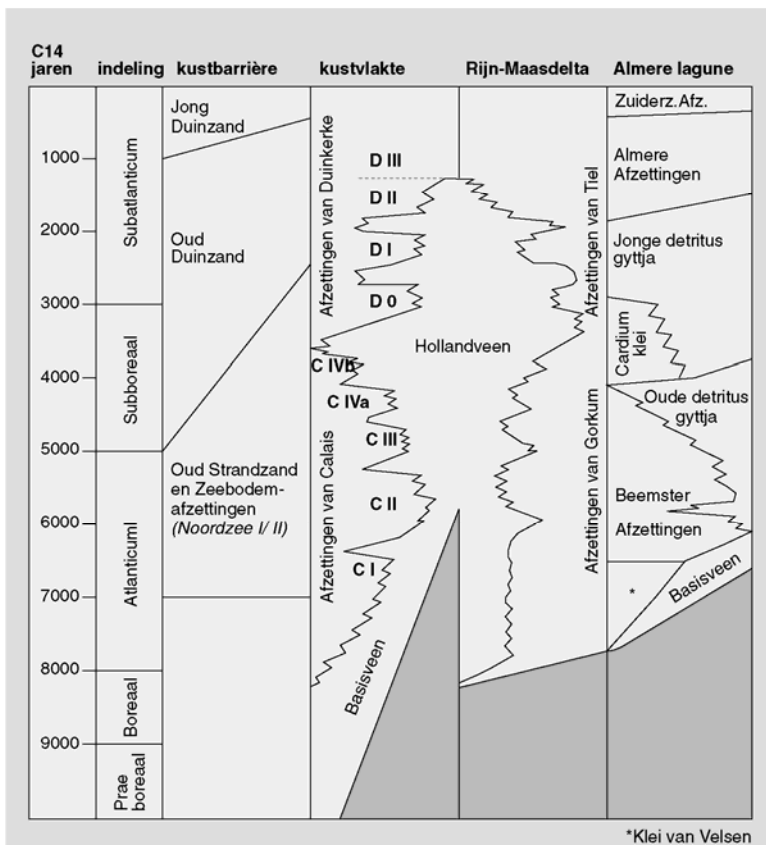 C14
jaren
indeling
kustbarrière
kustvlakte
Rijn-Maasdelta
Almere lagune
1000
2000
3000
4000
5000
6000
7000
8000
9000
Subatlanticum
Subboreaal
Atlanticuml
Boreaal
Prae
boreaal
Jong
Duinzand
Oud
Duinzand
Oud Strandzand
en Zeebodem-
afzettingen
(Noordzee I/ II)
Afzettingen van Duinkerke
Afzettingen van Calais
D III
D II
D I
D 0
C IVb
C IVa
C III
C II
C I
Basisveen
Hollandveen
Afzettingen van Tiel
Afzettingen van Gorkum
Zuiderz.Afz.
Almere
Afzettingen
Jonge detritus
gyttja
Cardium
klei
Oude detritus
gyttja
Beemster
Afzettingen
*
Basisveen
*Klei van Velsen